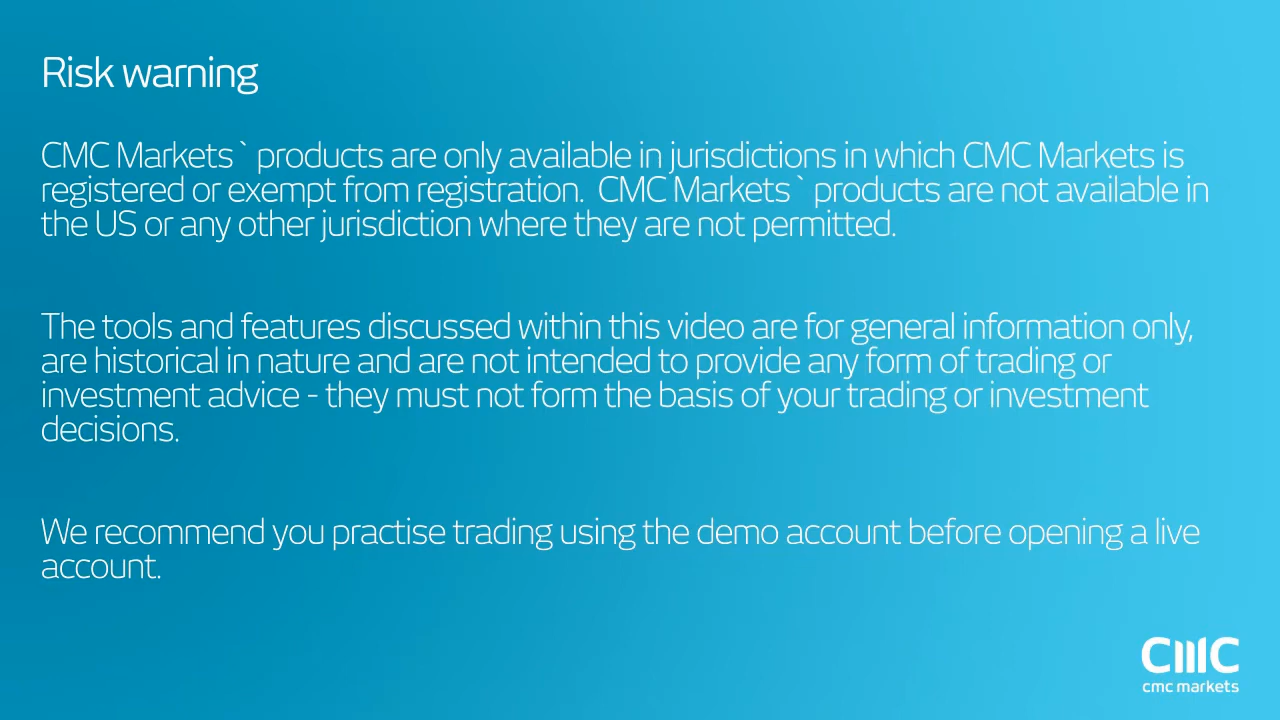 Risk warning
CMC Markets` products are only available in jurisdictions in which CMC Markets is
registered or exempt from registration.  CMC Markets` products are not available in
the US or any other jurisdiction where they are not permitted.
The tools and features discussed within this video are for general information only,
are historical in nature and are not intended to provide any form of trading or
investment advice - they must not form the basis of your trading or investment
decisions.
We recommend you practise trading using the demo account before opening a live
account.
CMC
cmc markets